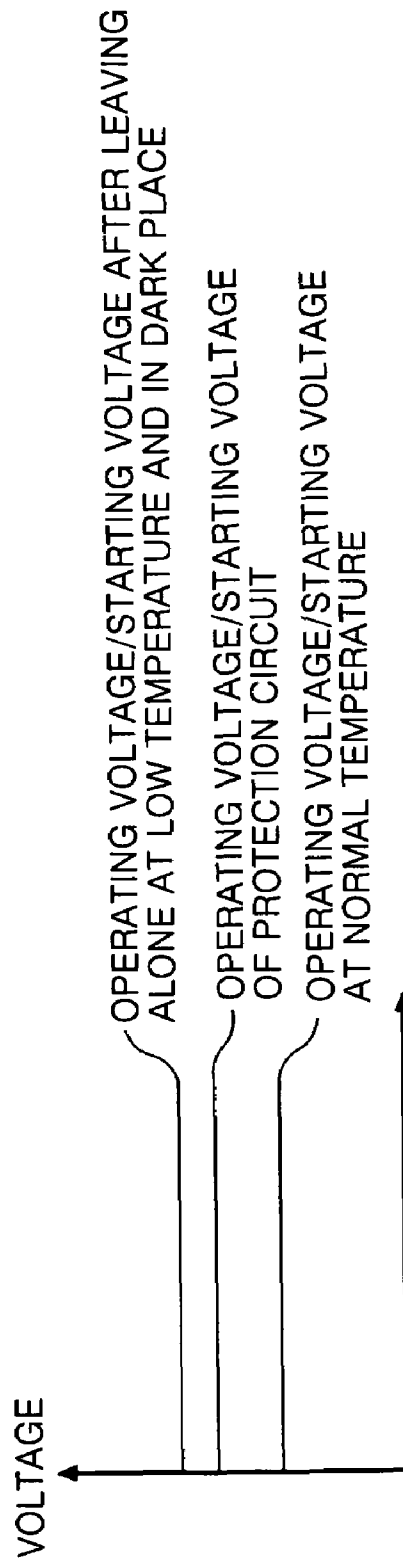 VOLTAGE
OPERATING VOLTAGE/STARTING VOLTAGE AFTER LEAVING
ALONE AT LOW TEMPERATURE AND IN DARK PLACE
OPERATING VOLTAGE/STARTING VOLTAGE
OF PROTECTION CIRCUIT
OPERATING VOLTAGE/STARTING VOLTAGE
AT NORMAL TEMPERATURE